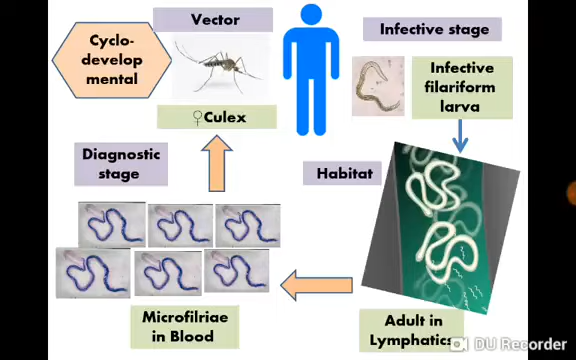 Vector
Cyclo-
develop
mental
♀Culex
Infective stage
Infective
filariform
larva
Diagnostic
stage
Habitat
Microfilriae
in Blood
Adult in
Lymphatics
DU Recorder